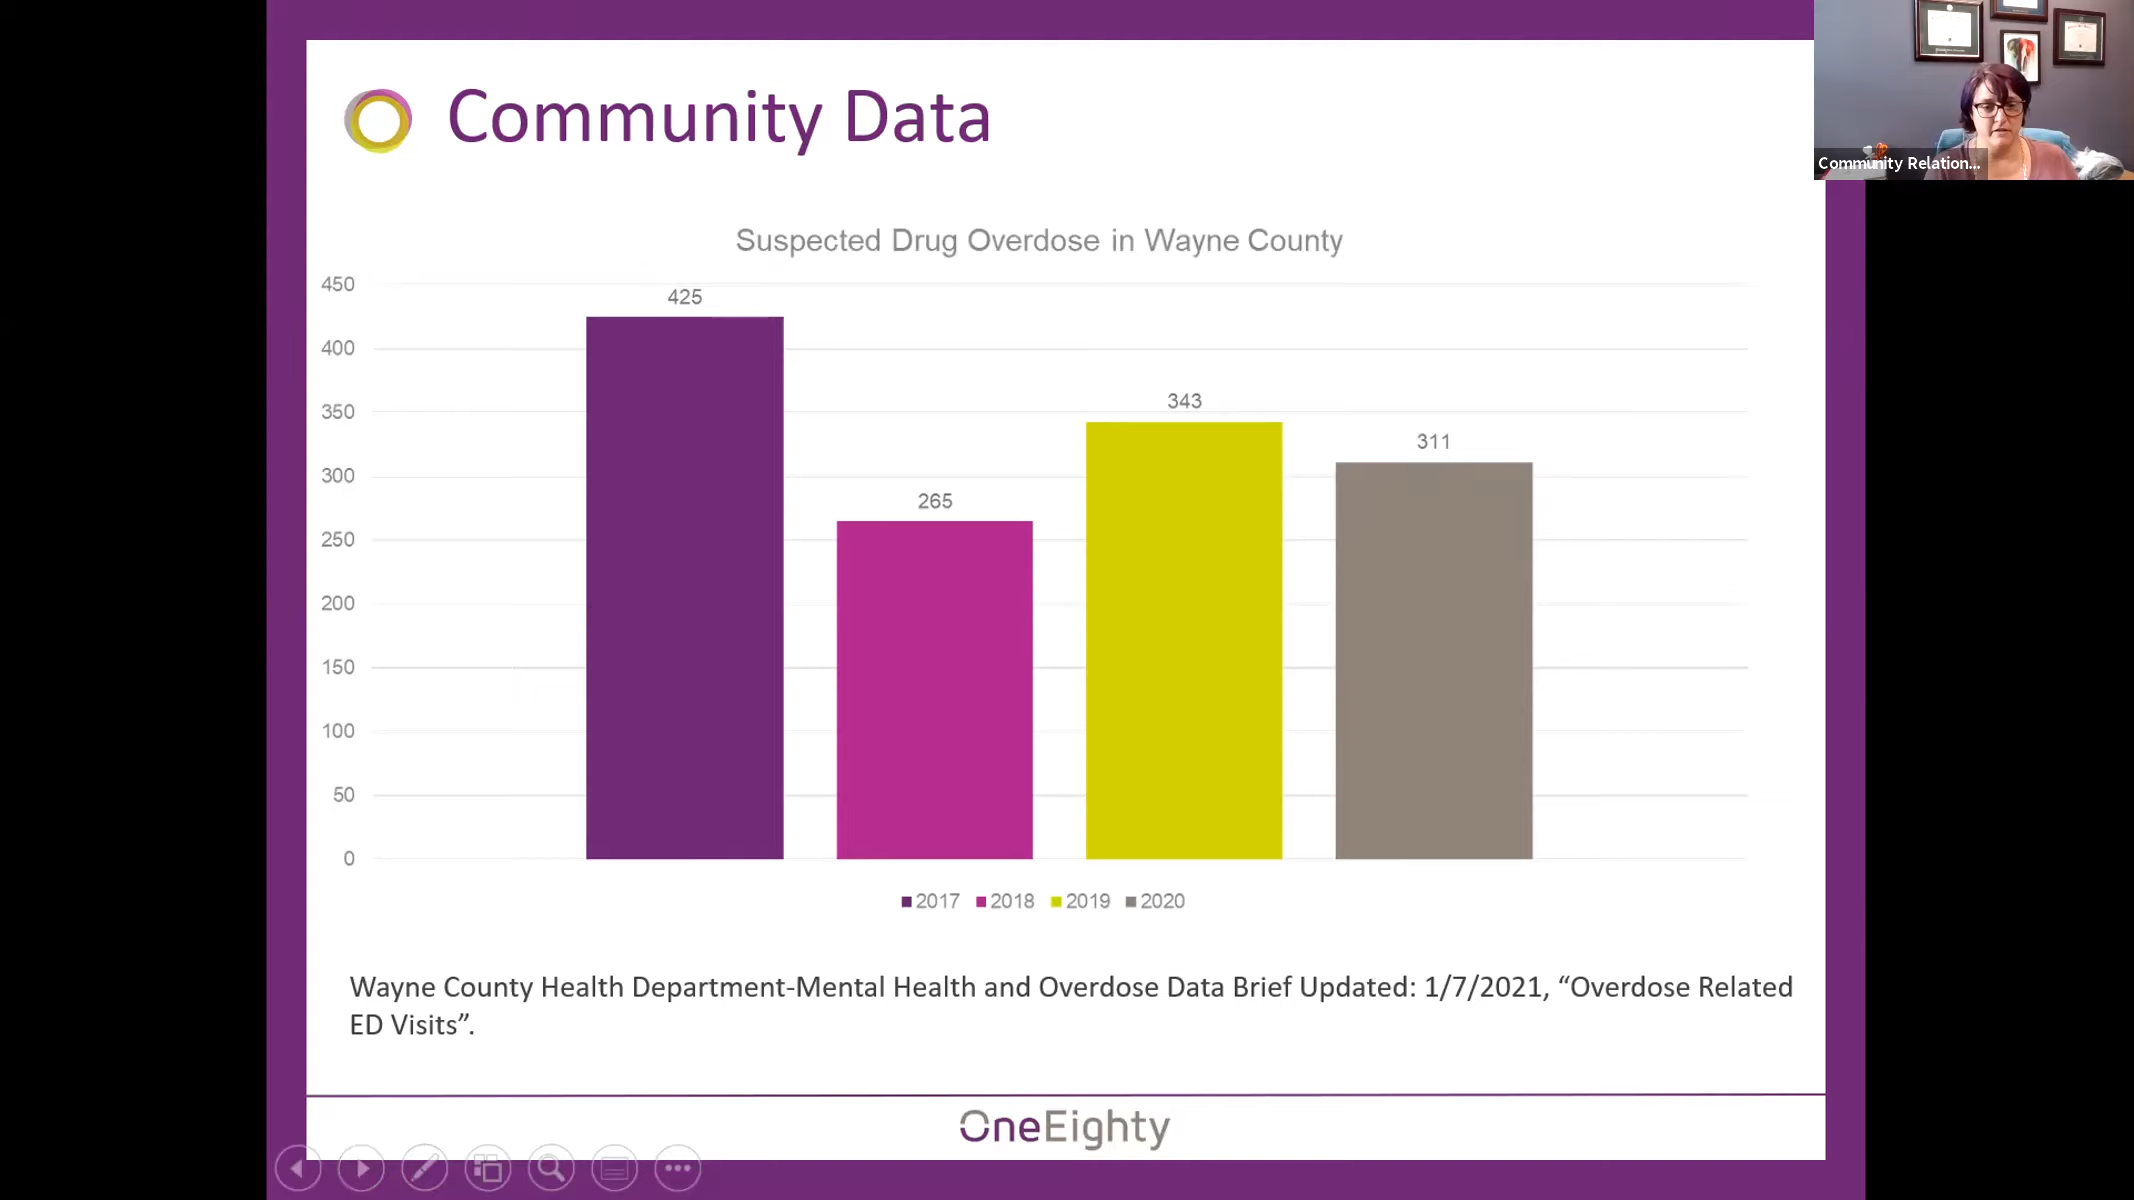 Community Data
Community Relation...
Suspected Drug Overdose in Wayne County
450
400
350
300
250
200
150
100
50
0
425
265
343
311
2017 2018 2019 2020
Wayne County Health Department-Mental Health and Overdose Data Brief Updated: 1/7/2021, “Overdose Related
ED Visits”.
OneEighty